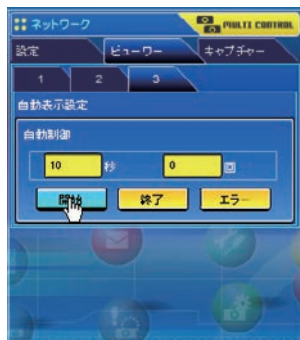 ネットワーク MULTI CONTROL
設定 ビューワー キャプチャー
1 2 3
自動表示設定
自動制御
10 秒 0 回
開始 終了 エラー